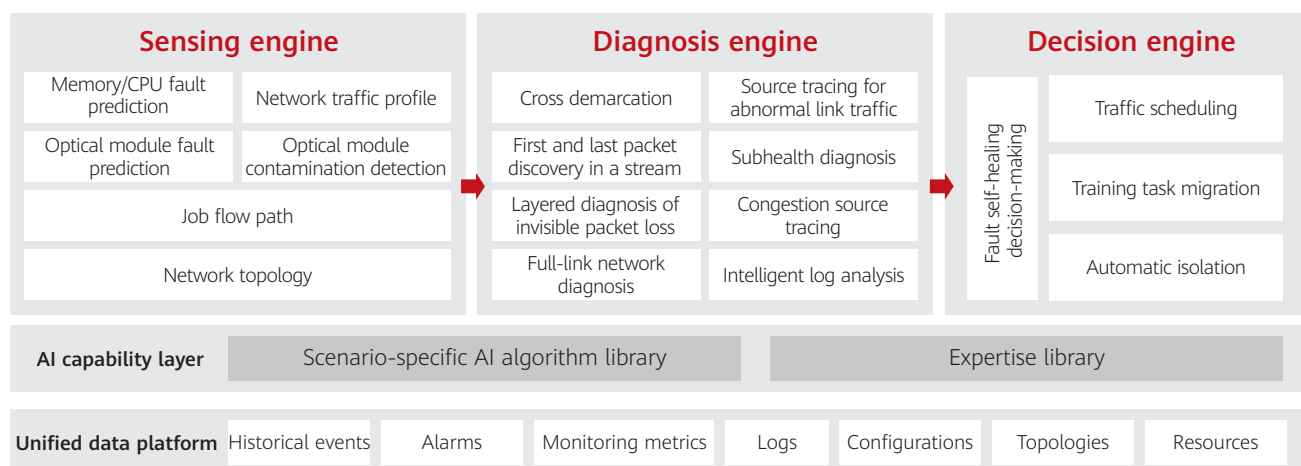 Sensing engine
Memory/CPU fault
prediction
Network traffic profile
Optical module fault
prediction
Optical module
contamination detection
Job flow path
Network topology
Diagnosis engine
Cross demarcation
Source tracing for
abnormal link traffic
First and last packet
discovery in a stream
Subhealth diagnosis
Layered diagnosis of
invisible packet loss
Congestion source
tracing
Full-link network
diagnosis
Intelligent log analysis
Decision engine
Fault self-healing
decision-making
Traffic scheduling
Training task migration
Automatic isolation
AI capability layer
Scenario-specific AI algorithm library
Expertise library
Unified data platform
Historical events
Alarms
Monitoring metrics
Logs
Configurations
Topologies
Resources